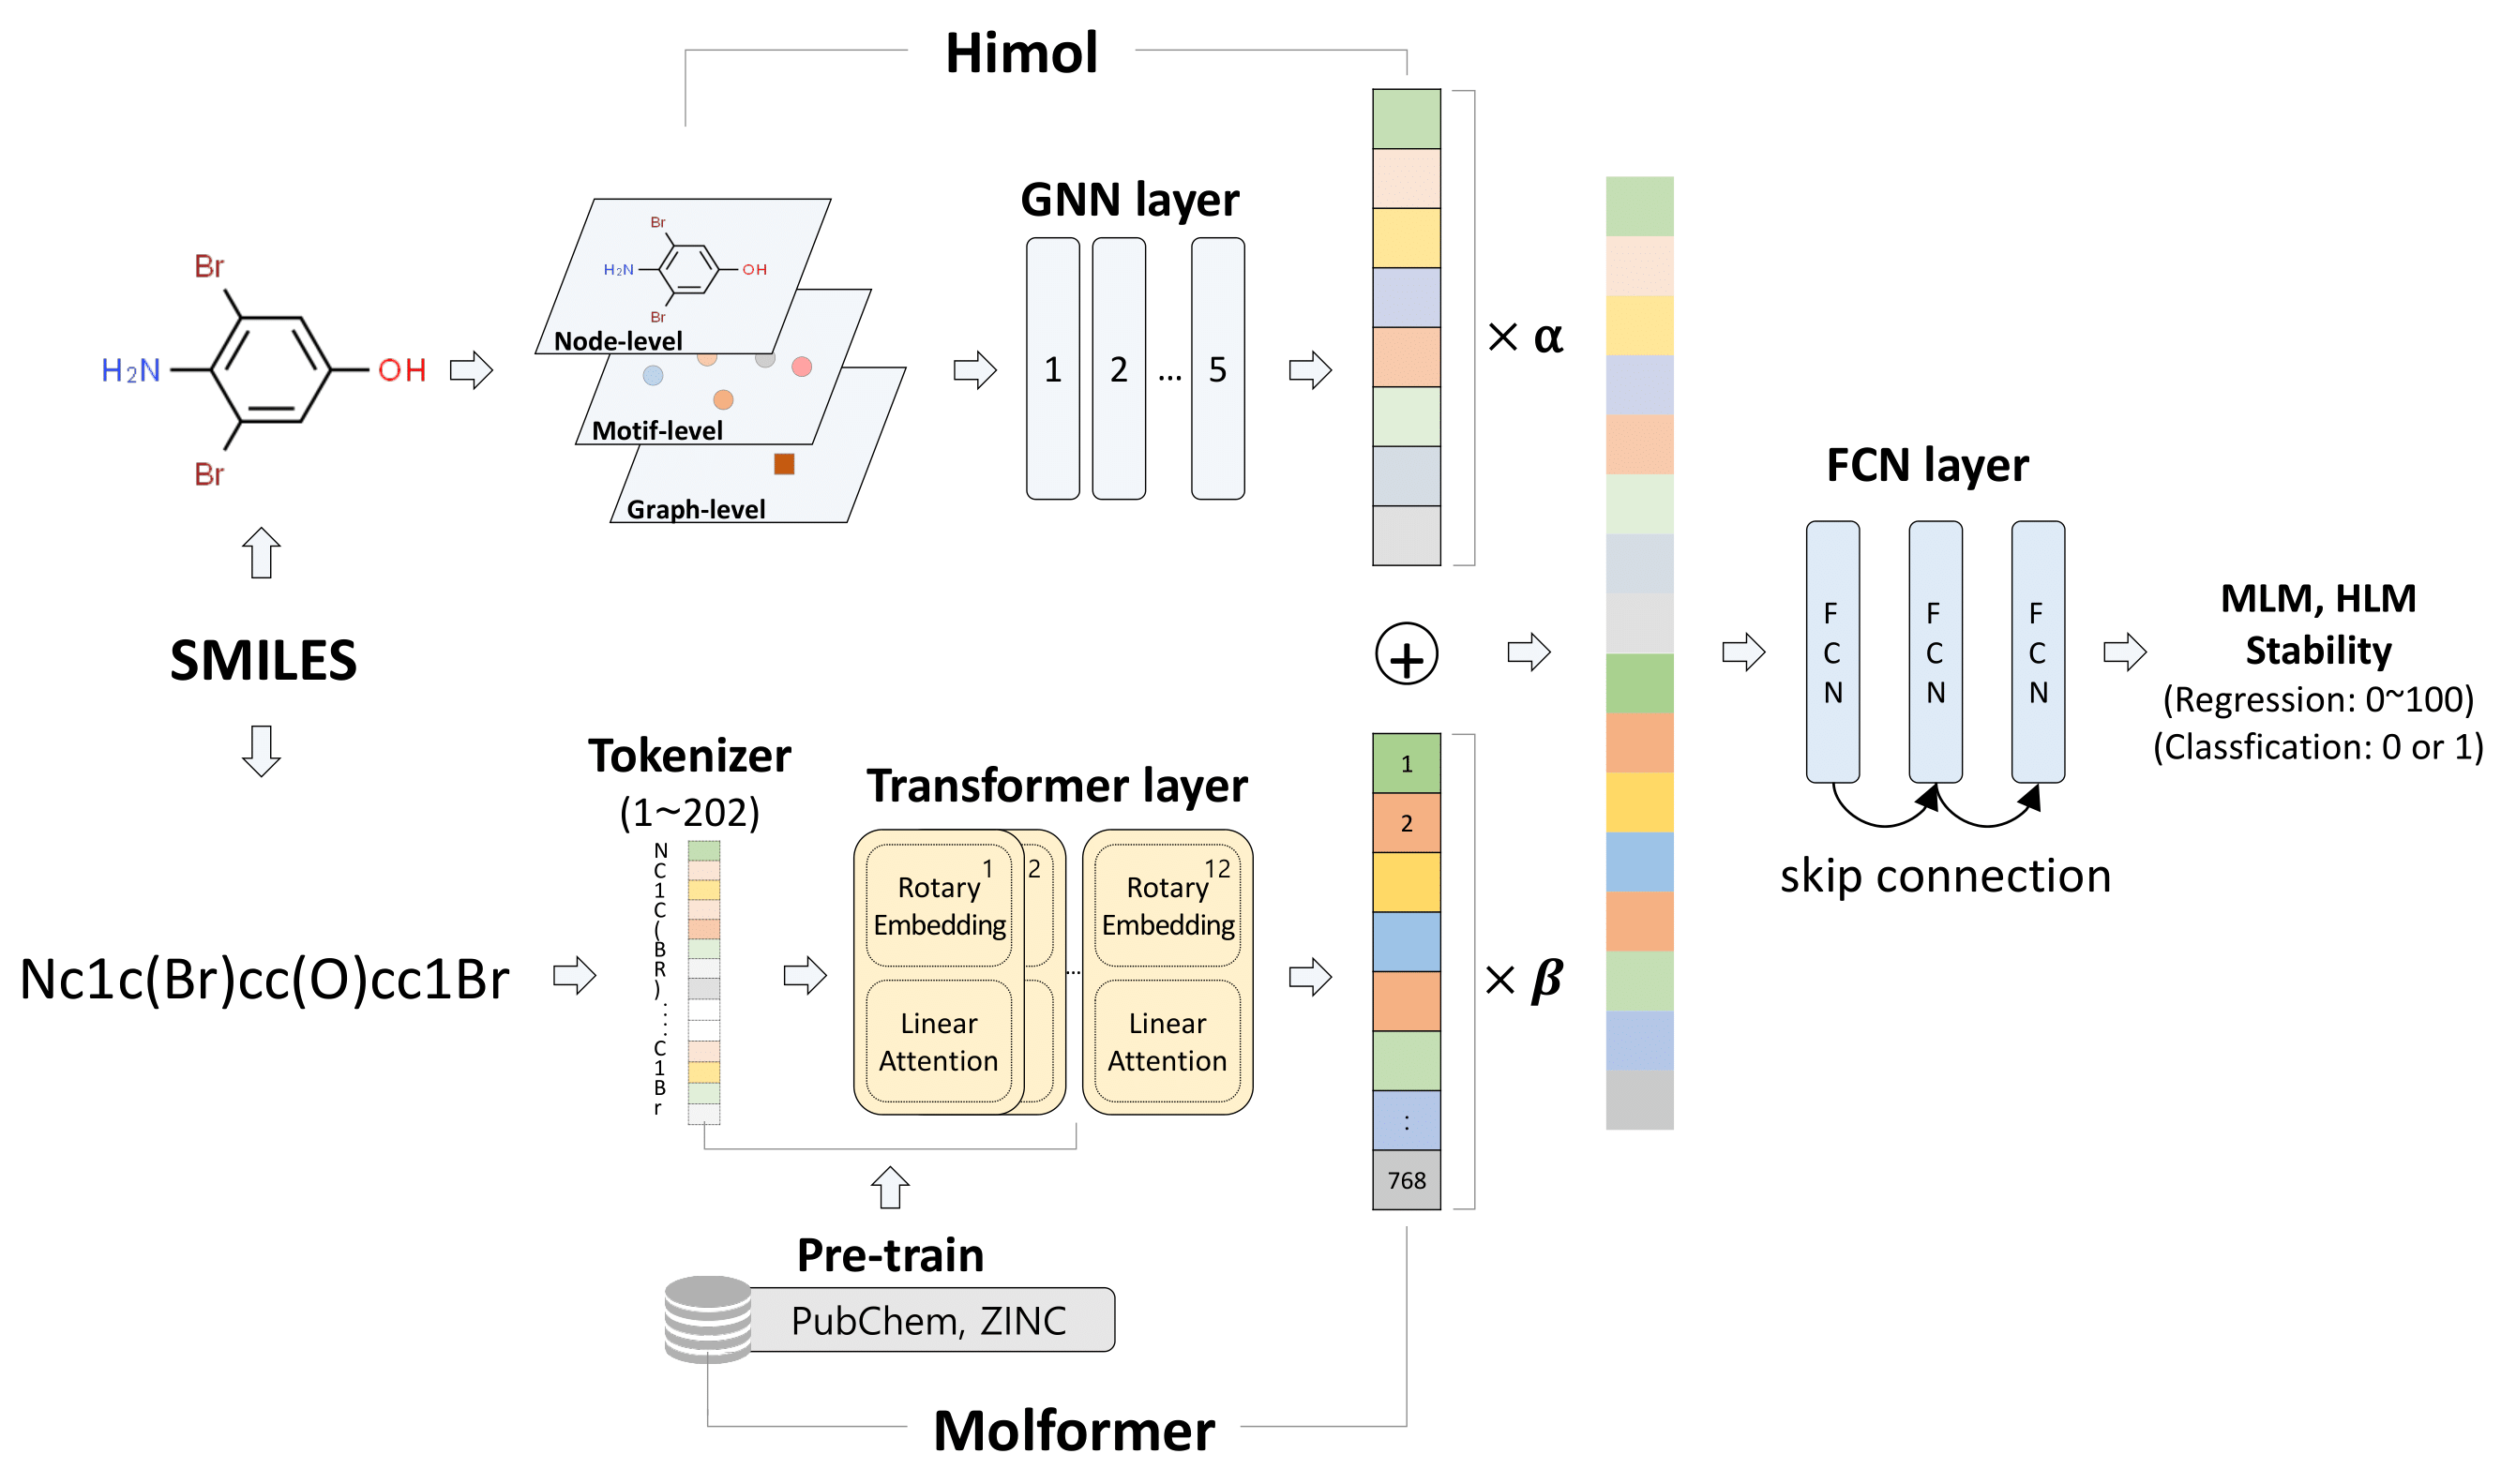 Himol
GNN layer
Br
H₂N
OH
Br
Node-level
Motif-level
Graph-level
1
2
...
5
× α
Br
H₂N
OH
Br
SMILES
+
FCN layer
F
C
N
F
C
N
F
C
N
skip connection
MLM, HLM
Stability
(Regression: 0~100)
(Classfication: 0 or 1)
Tokenizer
(1~202)
N
C
1
C
(
B
R
)
:
:
C
1
B
r
Nc1c(Br)cc(O)cc1Br
Transformer layer
1
Rotary
Embedding
Linear
Attention
2
...
12
Rotary
Embedding
Linear
Attention
1
2
:
768
× β
Pre-train
PubChem, ZINC
Molformer